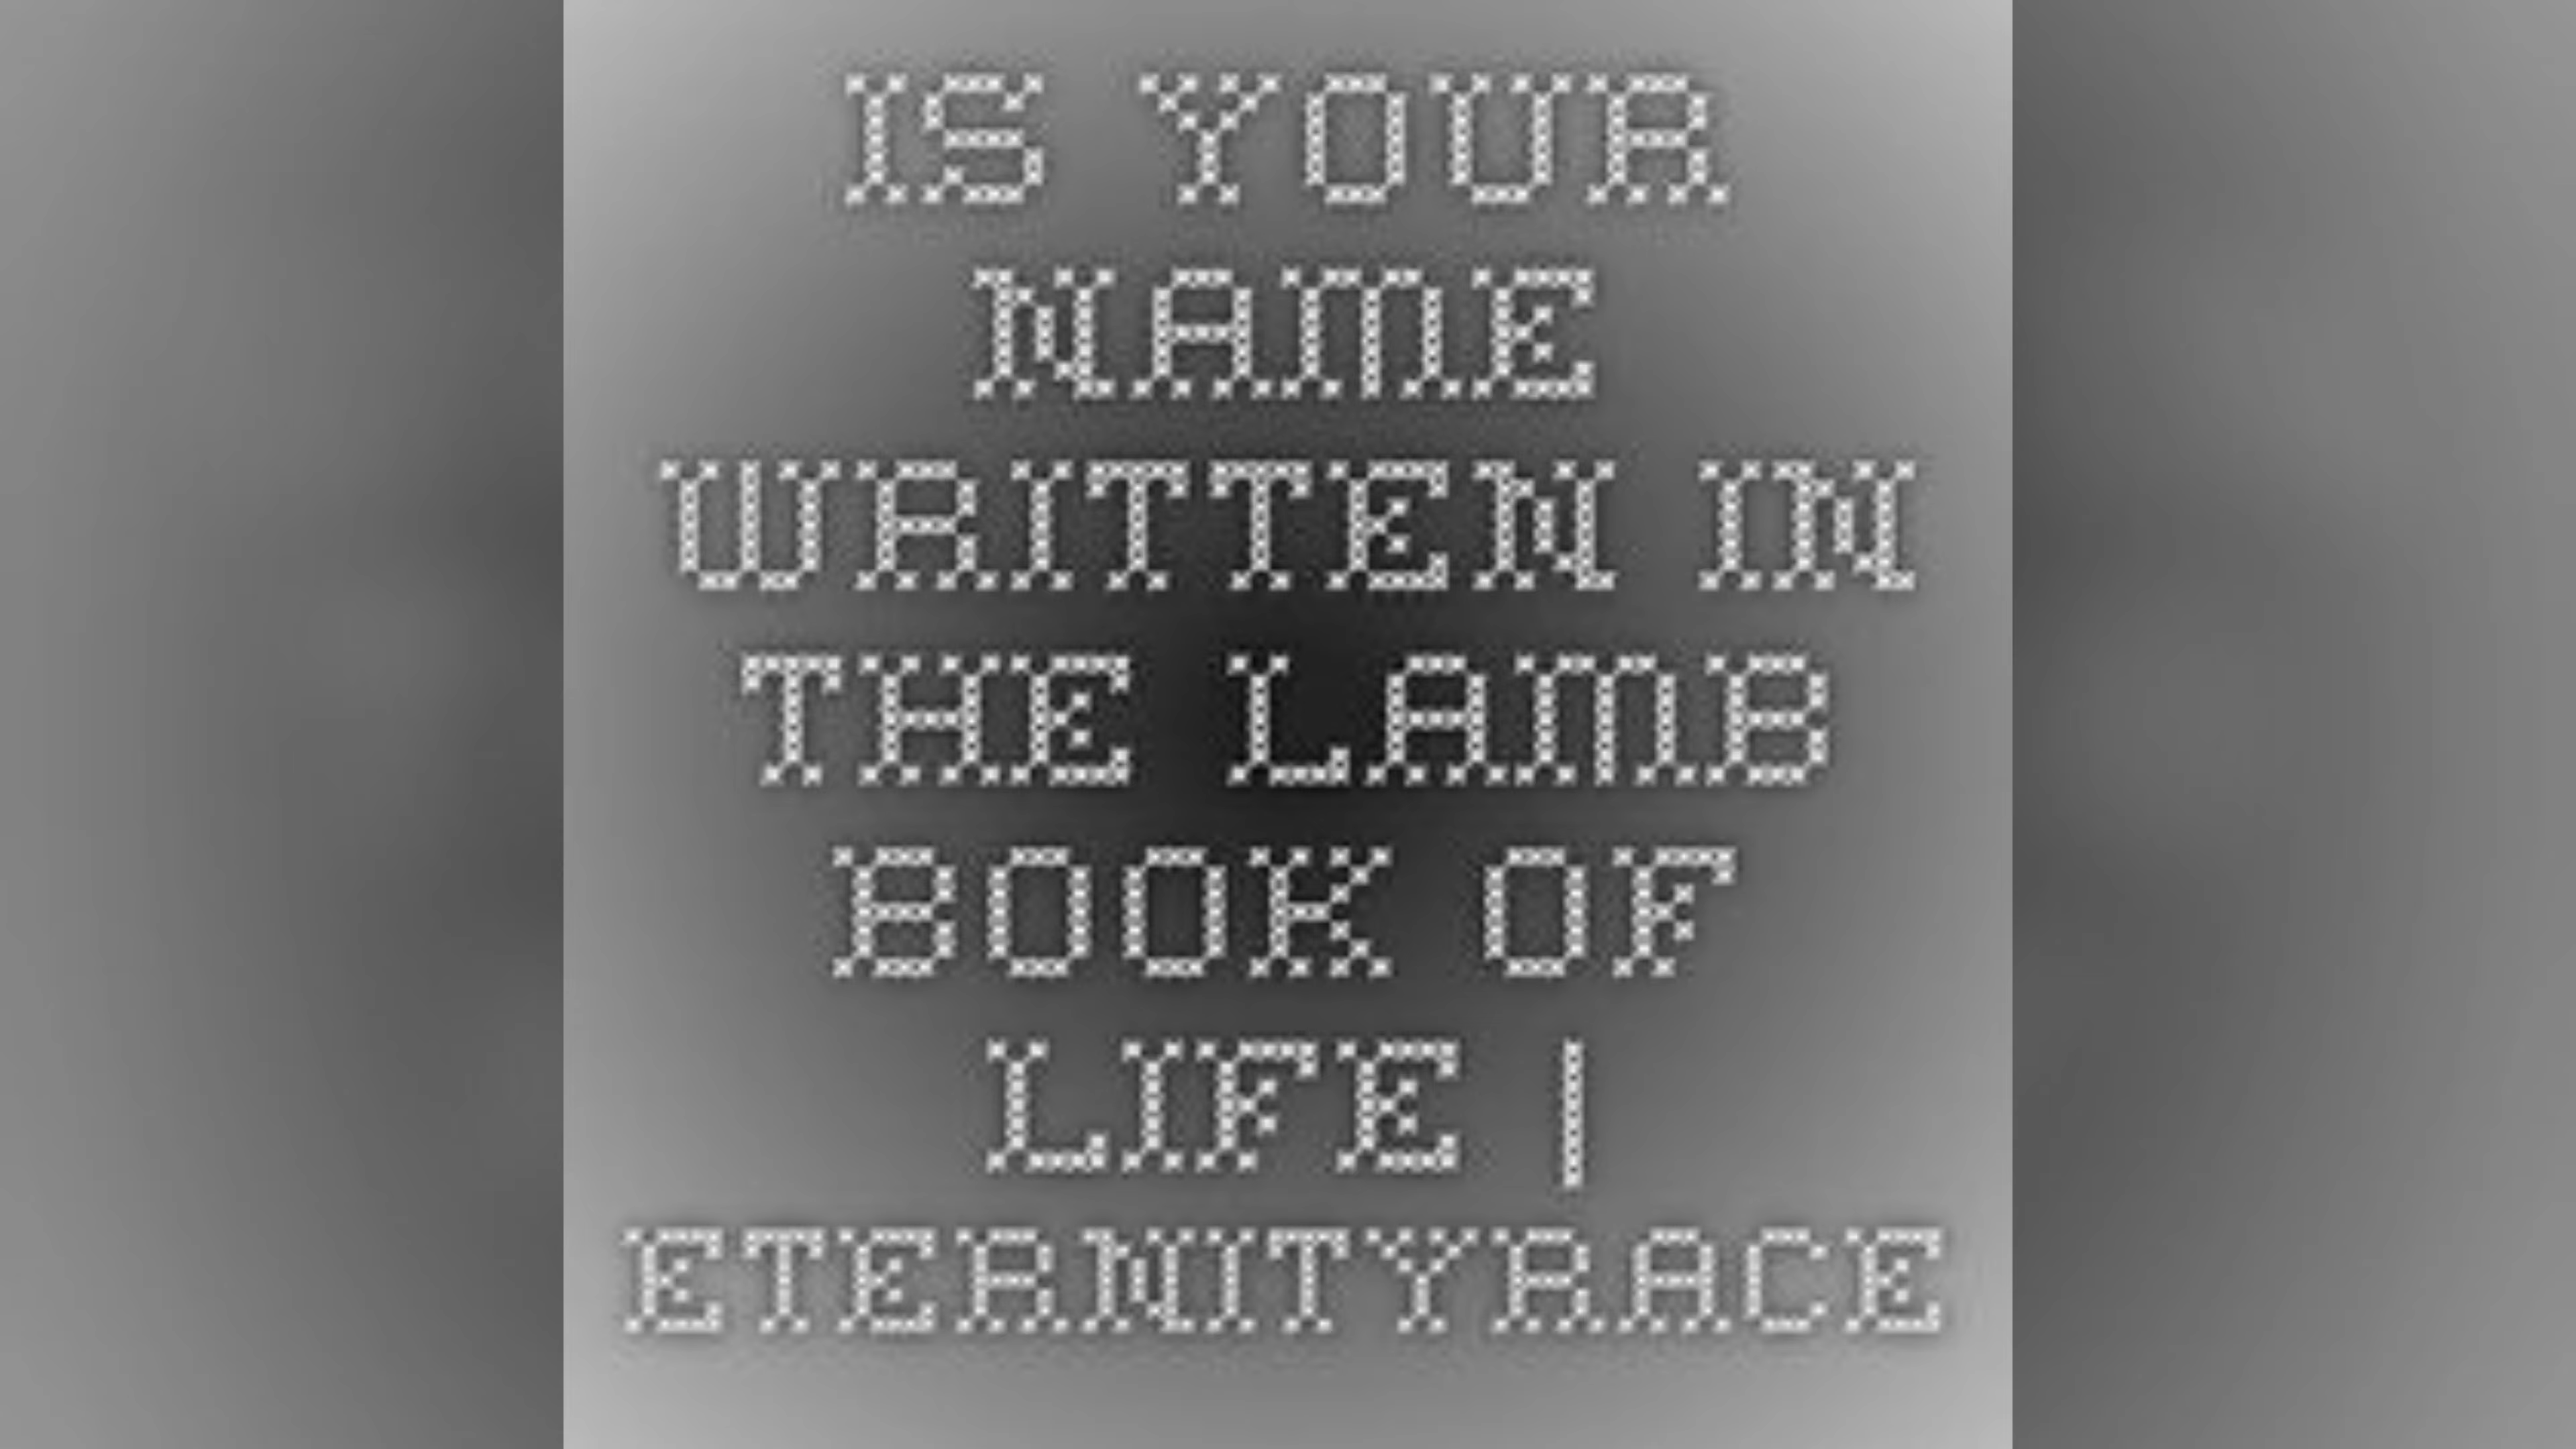 IS YOUR
NAME
WRITTEN IN
THE LAMB
BOOK OF
LIFE |
ETERNITYRACE